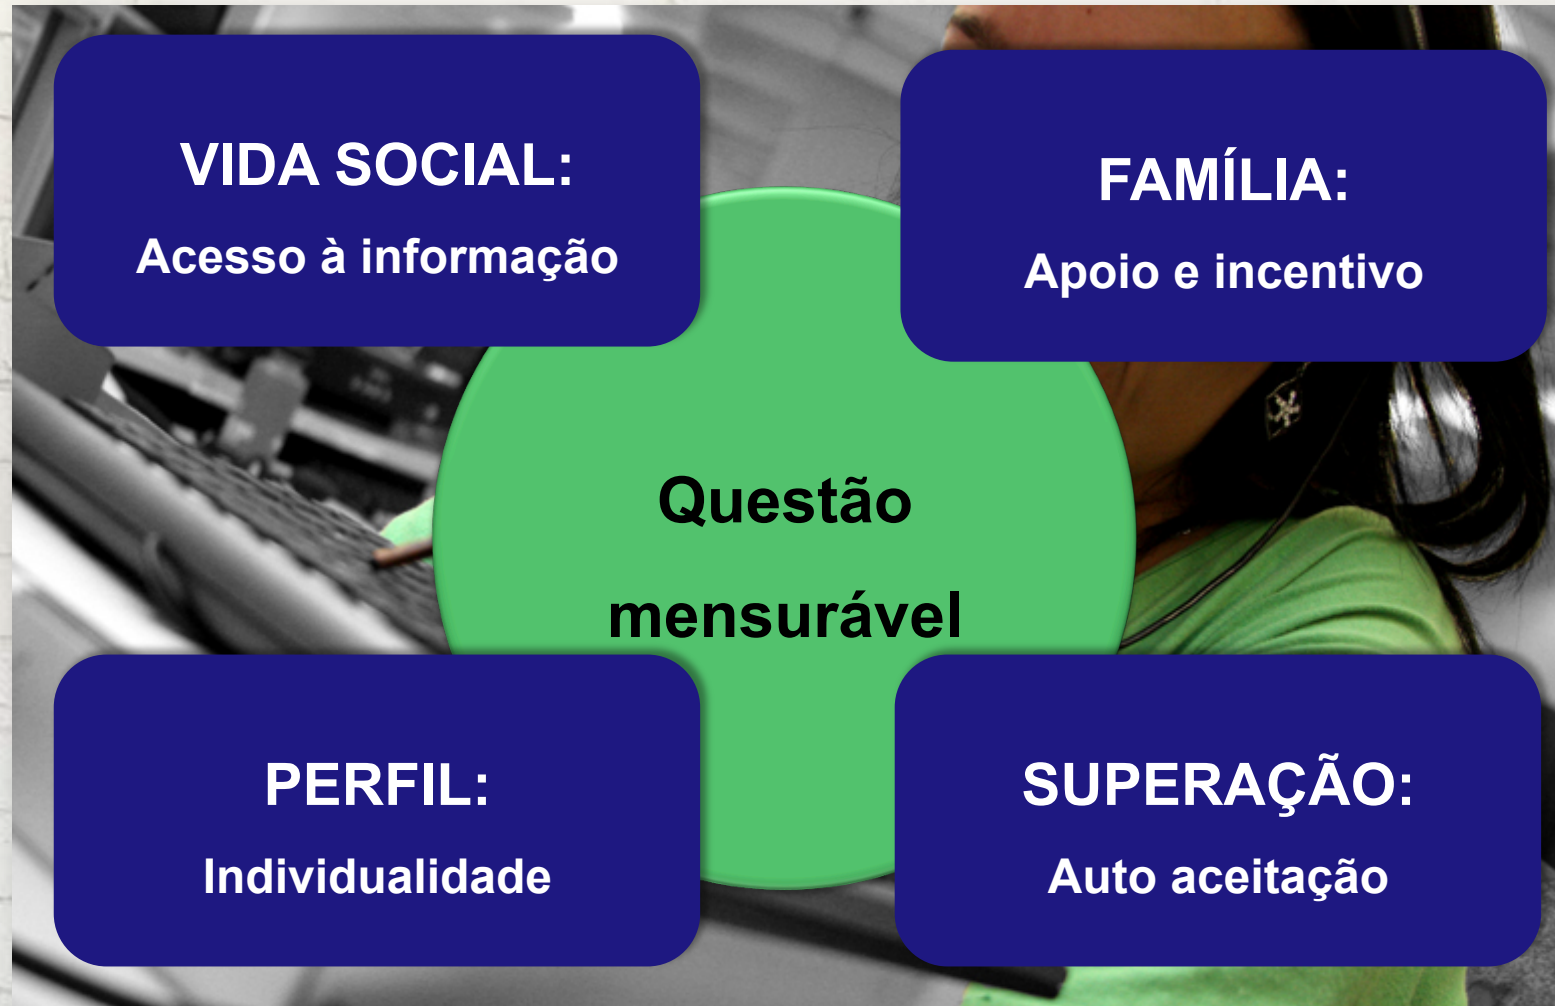 VIDA SOCIAL:
Acesso à informação
FAMÍLIA:
Apoio e incentivo
Questão
mensurável
PERFIL:
Individualidade
SUPERAÇÃO:
Auto aceitação